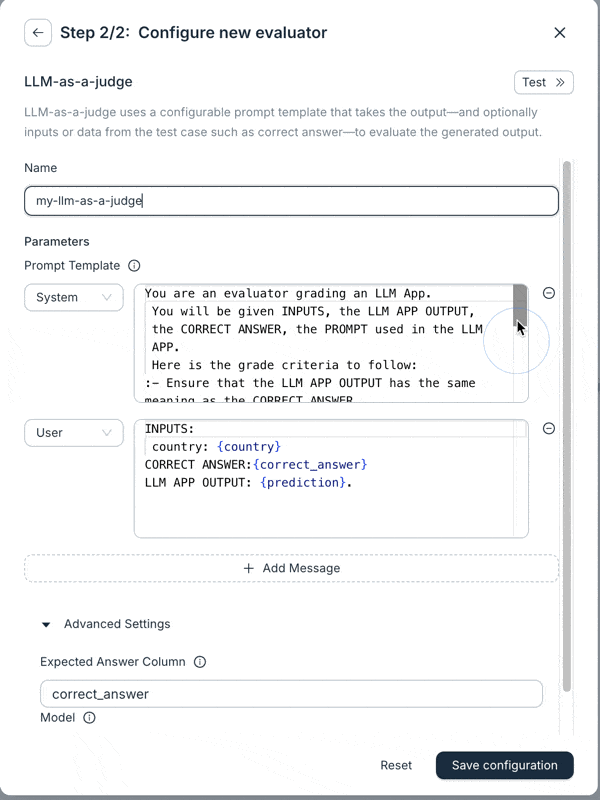 Step 2/2: Configure new evaluator
LLM-as-a-judge
Test
LLM-as-a-judge uses a configurable prompt template that takes the output—and optionally
inputs or data from the test case such as correct answer—to evaluate the generated output.
Name
my-llm-as-a-judge
Parameters
Prompt Template
System
You are an evaluator grading an LLM App.
You will be given INPUTS, the LLM APP OUTPUT,
the CORRECT ANSWER, the PROMPT used in the LLM
APP.
Here is the grade criteria to follow:
:- Ensure that the LLM APP OUTPUT has the same
meaning as the CORRECT ANSWER
User
INPUTS:
country: {country}
CORRECT ANSWER:{correct_answer}
LLM APP OUTPUT: {prediction}.
+ Add Message
Advanced Settings
Expected Answer Column
correct_answer
Model
Reset
Save configuration